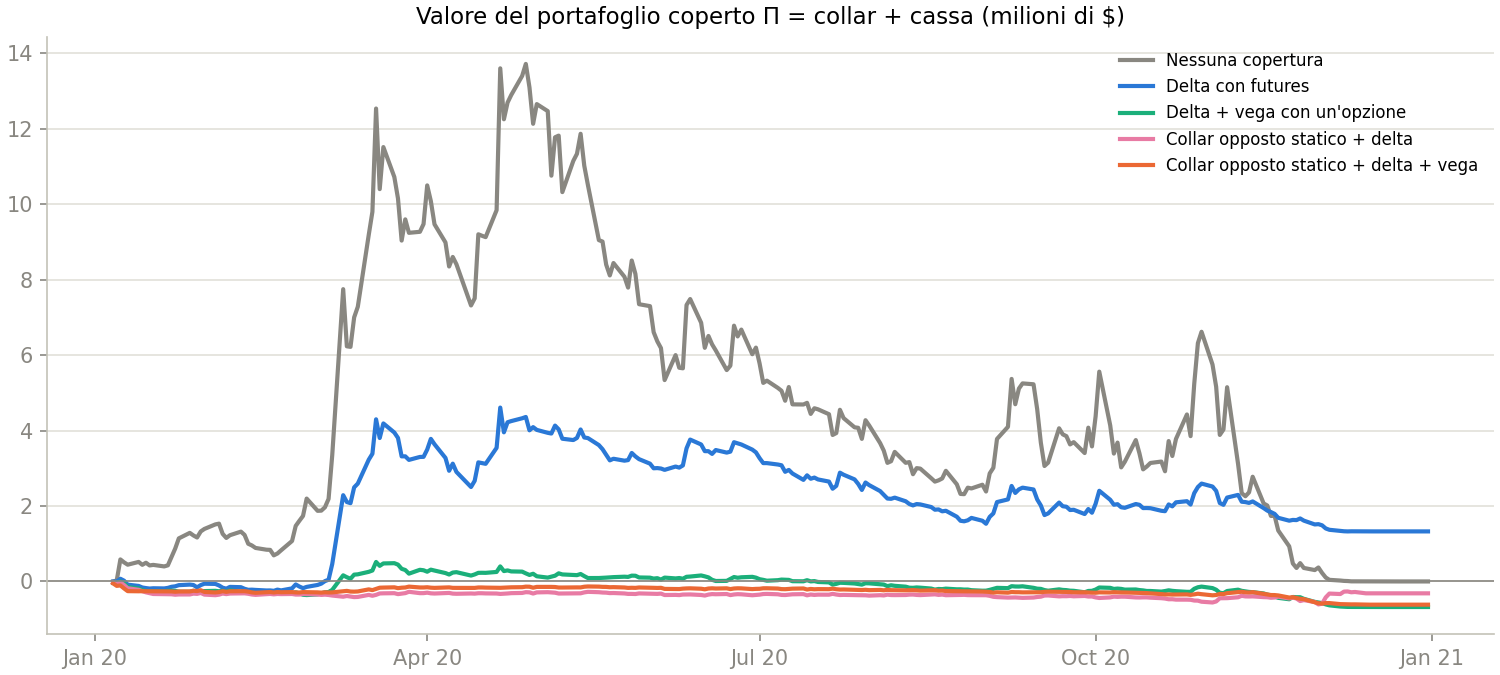 Valore del portafoglio coperto Π = collar + cassa (milioni di $)
14
12
10
8
6
4
2
0
Nessuna copertura
Delta con futures
Delta + vega con un'opzione
Collar opposto statico + delta
Collar opposto statico + delta + vega
Jan 20
Apr 20
Jul 20
Oct 20
Jan 21